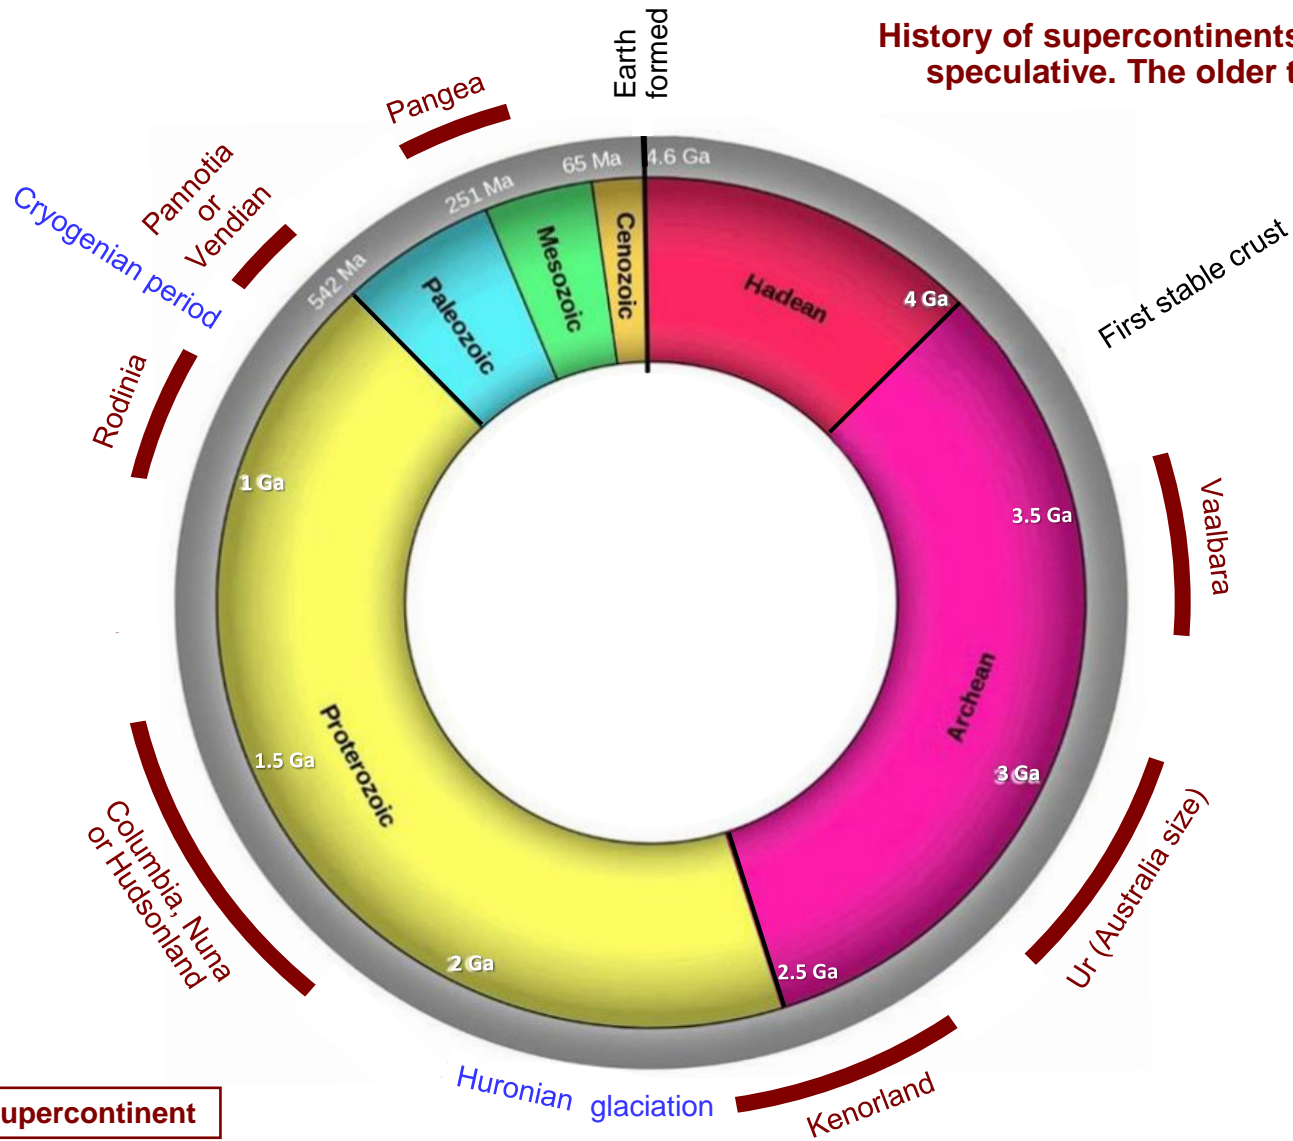 History of supercontinents
speculative. The older t
Earth
formed
Pangea
65 Ma
4.6 Ga
251 Ma
Pannotia
or
Vendian
Cryogenian period
542 Ma
Cenozoic
Mesozoic
Paleozoic
Hadean
4 Ga
First stable crust
Rodinia
1 Ga
3.5 Ga
Vaalbara
Archean
Proterozoic
1.5 Ga
3 Ga
Columbia, Nuna
or Hudsonland
Ur (Australia size)
2 Ga
2.5 Ga
Huronian glaciation
Kenorland
upercontinent